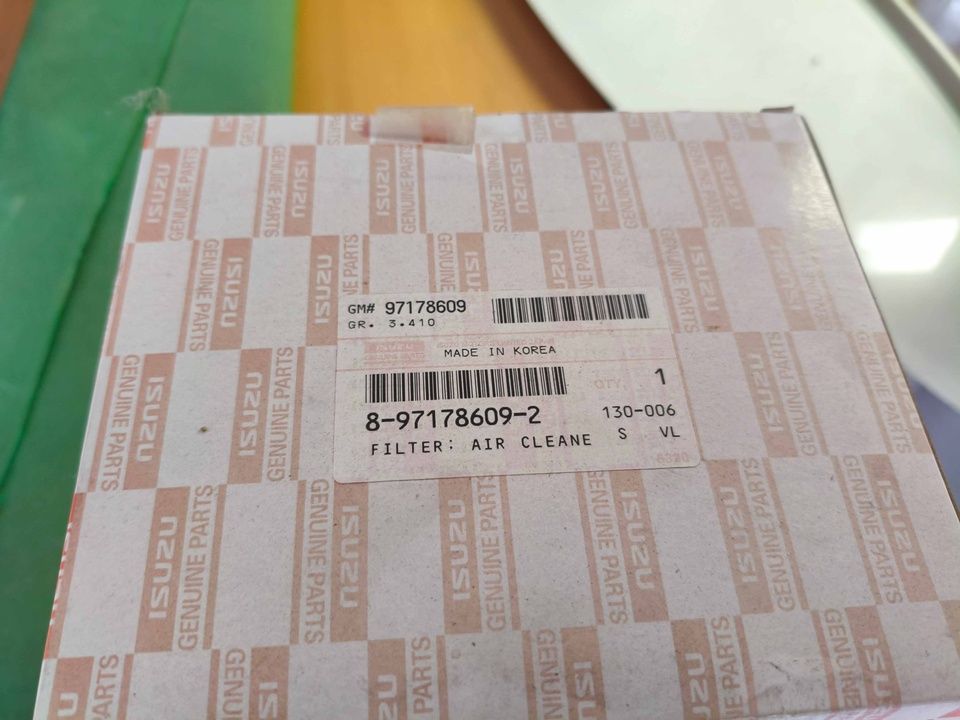 GM# 97178609
GR. 3.410
MADE IN KOREA
QTY. 1
8-97178609-2 130-006
FILTER: AIR CLEANE S VL
ISUZU
GENUINE PARTS